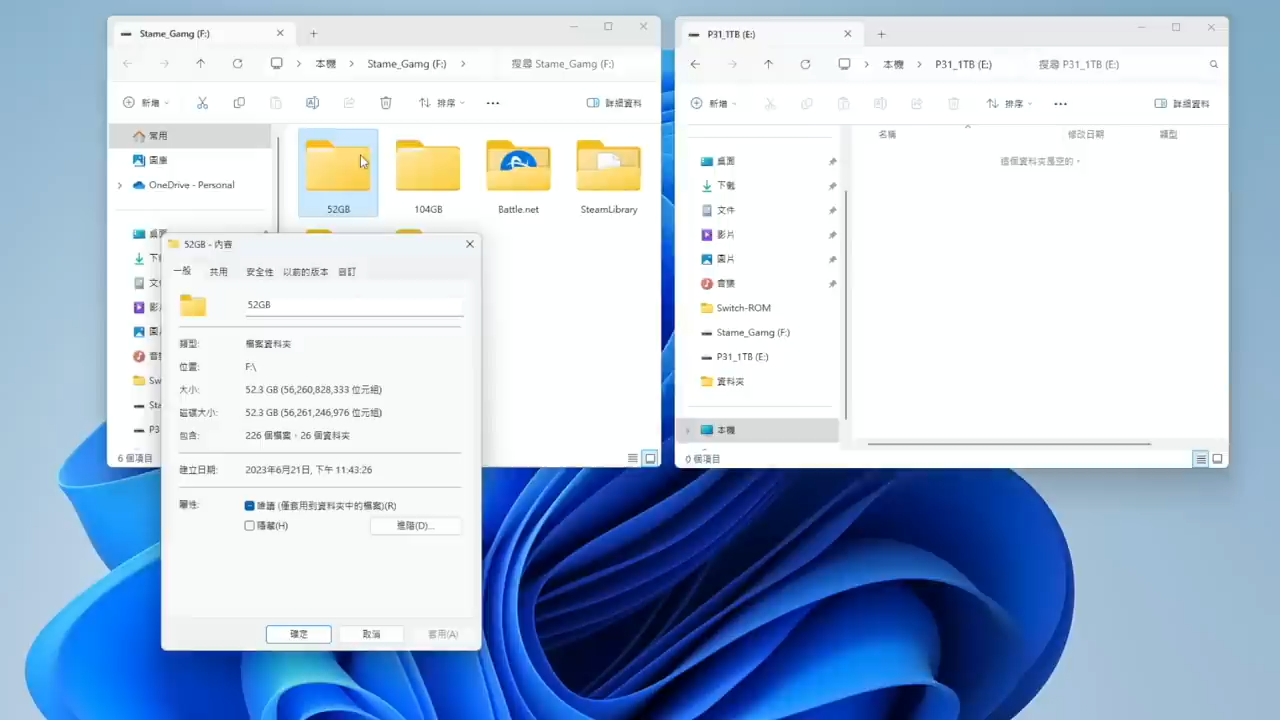 Stame_Gamg (F:)
本機 Stame_Gamg (F:) 搜尋 Stame_Gamg (F:)
新增 排序 詳細資料
常用
圖庫
OneDrive - Personal
52GB 104GB Battle.net SteamLibrary
桌面
下
文
影
圖
音
Sw
Sta
P3
6 個項目
52GB - 內容
一般 共用 安全性 以前的版本 自訂
52GB
類型: 檔案資料夾
位置: F:\
大小: 52.3 GB (56,260,828,333 位元組)
磁碟大小: 52.3 GB (56,261,246,976 位元組)
包含: 226 個檔案，26 個資料夾
建立日期: 2023年6月21日, 下午 11:43:26
屬性: 唯讀 (僅套用到資料夾中的檔案)(R)
隱藏(H) 進階(D)...
確定 取消 套用(A)
P31_1TB (E:)
本機 P31_1TB (E:) 搜尋 P31_1TB (E:)
新增 排序 詳細資料
名稱 修改日期 類型
這個資料夾是空的。
桌面
下載
文件
影片
圖片
音樂
Switch-ROM
Stame_Gamg (F:)
P31_1TB (E:)
資料夾
本機
0 個項目